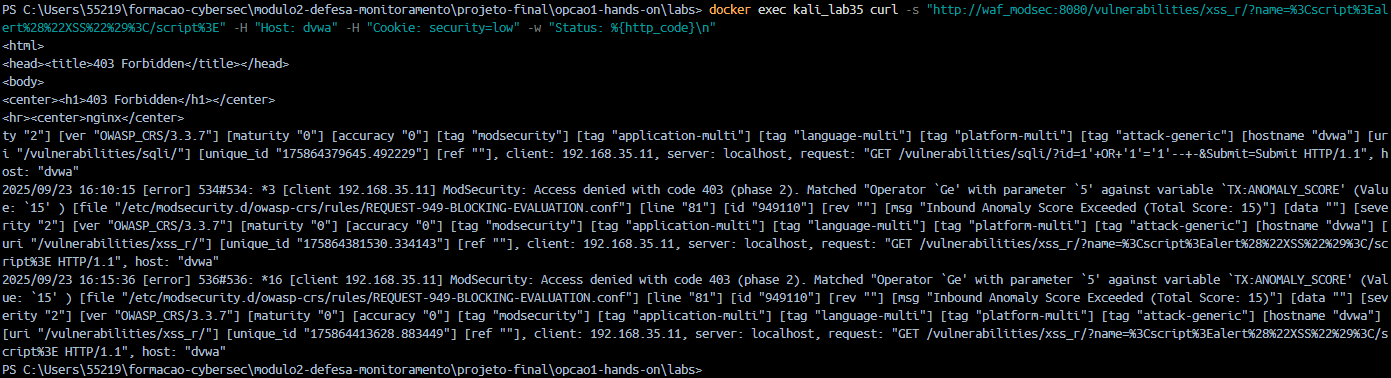 PS C:\Users\55219\formacao-cybersec\modulo2-defesa-monitoramento\projeto-final\opcao1-hands-on\labs> docker exec kali_lab35 curl -s "http://waf_modsec:8080/vulnerabilities/xss_r/?name=%3Cscript%3Eal
ert%28%22XSS%22%29%3C/script%3E" -H "Host: dvwa" -H "Cookie: security=low" -w "Status: %{http_code}\n"
<html>
<head><title>403 Forbidden</title></head>
<body>
<center><h1>403 Forbidden</h1></center>
<hr><center>nginx</center>
ty "2"] [ver "OWASP_CRS/3.3.7"] [maturity "0"] [accuracy "0"] [tag "modsecurity"] [tag "application-multi"] [tag "language-multi"] [tag "platform-multi"] [tag "attack-generic"] [hostname "dvwa"] [ur
i "/vulnerabilities/sqli/"] [unique_id "175864379645.492229"] [ref ""], client: 192.168.35.11, server: localhost, request: "GET /vulnerabilities/sqli/?id=1'+OR+'1'='1'--+-&Submit=Submit HTTP/1.1", h
ost: "dvwa"
2025/09/23 16:10:15 [error] 534#534: *3 [client 192.168.35.11] ModSecurity: Access denied with code 403 (phase 2). Matched "Operator `Ge' with parameter `5' against variable `TX:ANOMALY_SCORE' (Valu
e: `15' ) [file "/etc/modsecurity.d/owasp-crs/rules/REQUEST-949-BLOCKING-EVALUATION.conf"] [line "81"] [id "949110"] [rev ""] [msg "Inbound Anomaly Score Exceeded (Total Score: 15)"] [data ""] [seve
rity "2"] [ver "OWASP_CRS/3.3.7"] [maturity "0"] [accuracy "0"] [tag "modsecurity"] [tag "application-multi"] [tag "language-multi"] [tag "platform-multi"] [tag "attack-generic"] [hostname "dvwa"] [
uri "/vulnerabilities/xss_r/"] [unique_id "175864381530.334143"] [ref ""], client: 192.168.35.11, server: localhost, request: "GET /vulnerabilities/xss_r/?name=%3Cscript%3Ealert%28%22XSS%22%29%3C/sc
ript%3E HTTP/1.1", host: "dvwa"
2025/09/23 16:15:36 [error] 536#536: *16 [client 192.168.35.11] ModSecurity: Access denied with code 403 (phase 2). Matched "Operator `Ge' with parameter `5' against variable `TX:ANOMALY_SCORE' (Val
ue: `15' ) [file "/etc/modsecurity.d/owasp-crs/rules/REQUEST-949-BLOCKING-EVALUATION.conf"] [line "81"] [id "949110"] [rev ""] [msg "Inbound Anomaly Score Exceeded (Total Score: 15)"] [data ""] [sev
erity "2"] [ver "OWASP_CRS/3.3.7"] [maturity "0"] [accuracy "0"] [tag "modsecurity"] [tag "application-multi"] [tag "language-multi"] [tag "platform-multi"] [tag "attack-generic"] [hostname "dvwa"]
[uri "/vulnerabilities/xss_r/"] [unique_id "175864413628.883449"] [ref ""], client: 192.168.35.11, server: localhost, request: "GET /vulnerabilities/xss_r/?name=%3Cscript%3Ealert%28%22XSS%22%29%3C/s
cript%3E HTTP/1.1", host: "dvwa"
PS C:\Users\55219\formacao-cybersec\modulo2-defesa-monitoramento\projeto-final\opcao1-hands-on\labs>